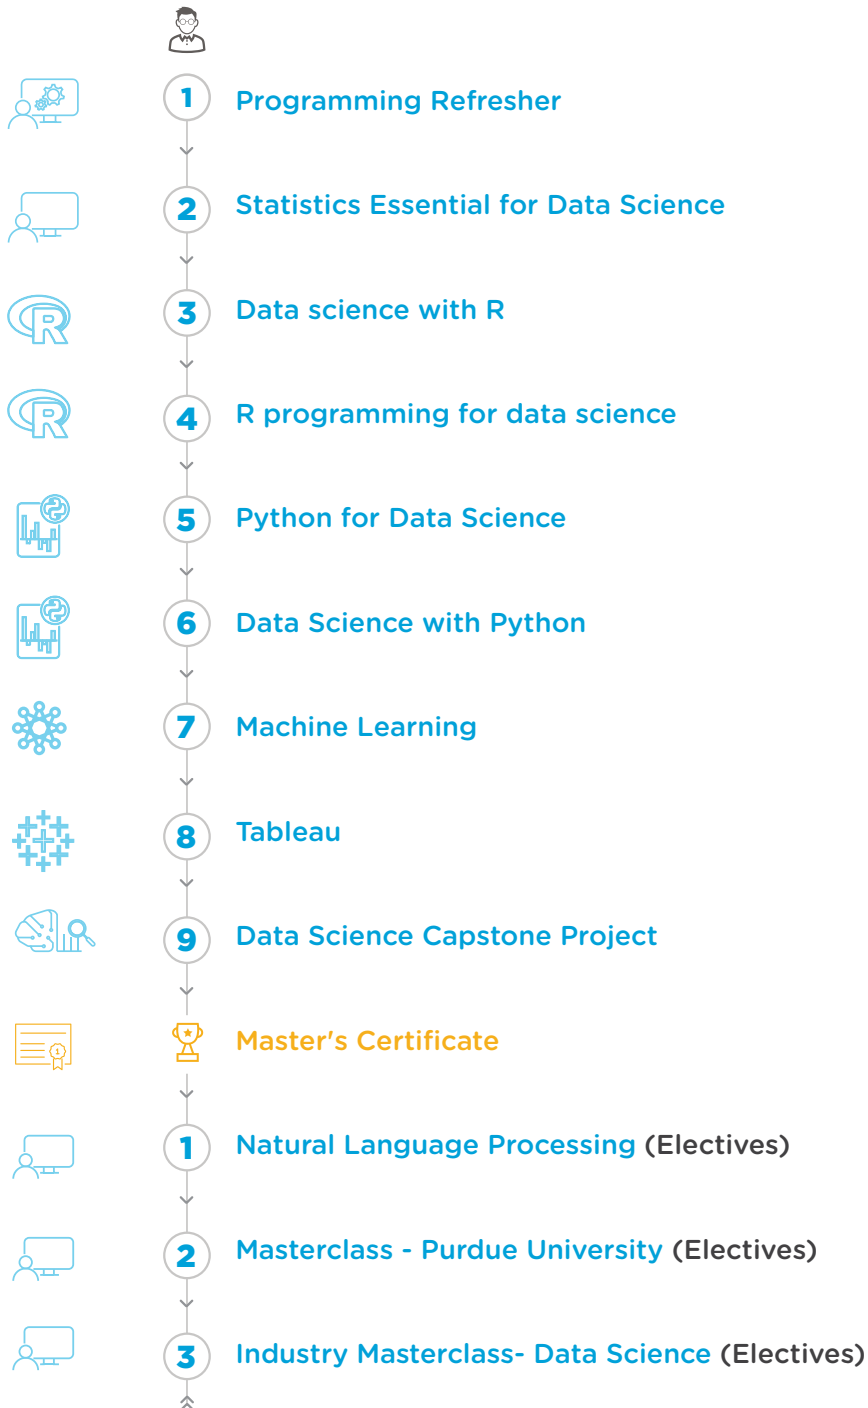 1 Programming Refresher
2 Statistics Essential for Data Science
3 Data science with R
4 R programming for data science
5 Python for Data Science
6 Data Science with Python
7 Machine Learning
8 Tableau
9 Data Science Capstone Project
Master's Certificate
1 Natural Language Processing (Electives)
2 Masterclass - Purdue University (Electives)
3 Industry Masterclass- Data Science (Electives)